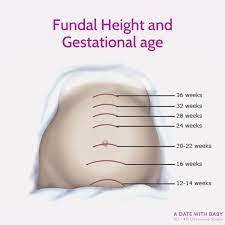 Fundal Height and
Gestational age
36 weeks
32 weeks
28 weeks
24 weeks
20-22 weeks
16 weeks
12-14 weeks
A DATE WITH BABY